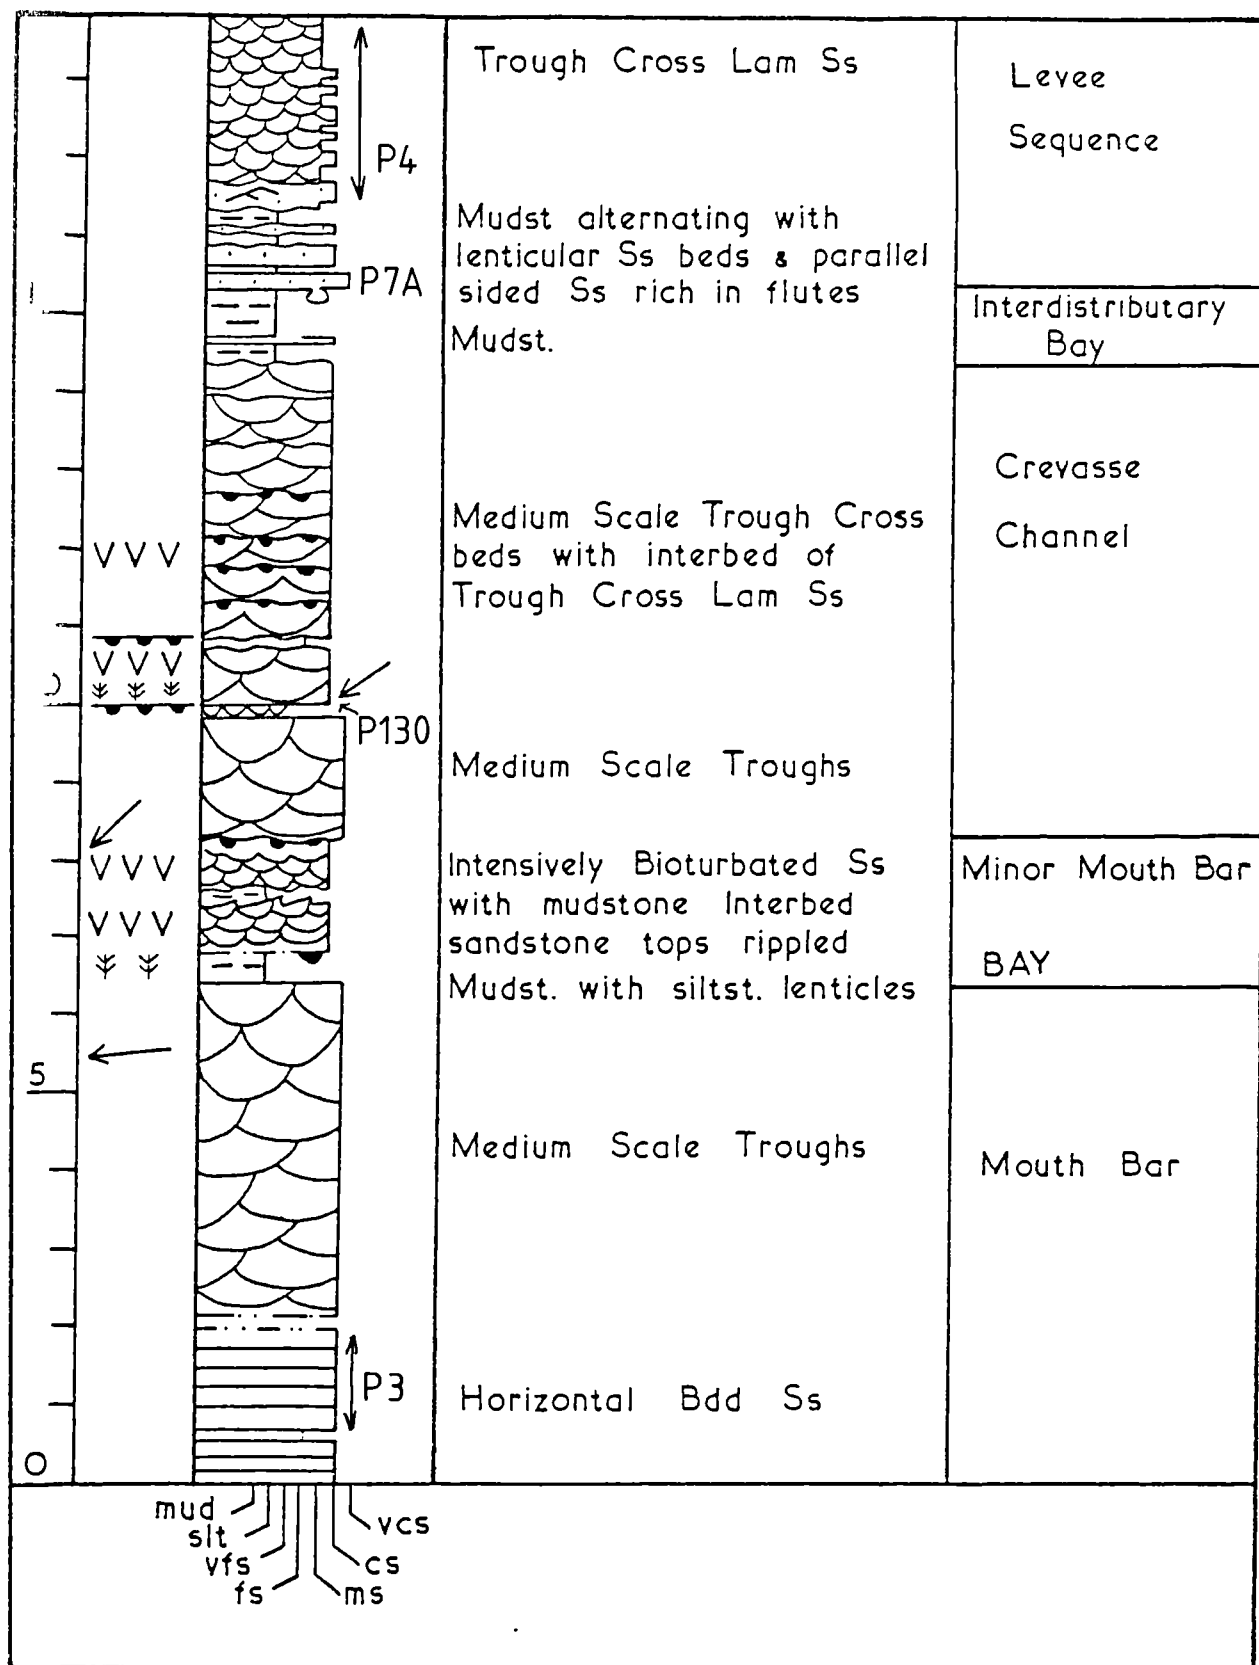 Trough Cross Lam Ss
Levee
Sequence
P4
Mudst alternating with
lenticular Ss beds & parallel
sided Ss rich in flutes
P7A
Interdistributary
Bay
Mudst.
Crevasse
Channel
Medium Scale Trough Cross
beds with interbed of
Trough Cross Lam Ss
V V V
V V V
P130
Medium Scale Troughs
V V V
V V V
Intensively Bioturbated Ss
with mudstone Interbed
sandstone tops rippled
Mudst. with siltst. lenticles
Minor Mouth Bar
BAY
5
Medium Scale Troughs
Mouth Bar
P3
Horizontal Bdd Ss
0
mud
slt
vfs
fs
ms
cs
vcs